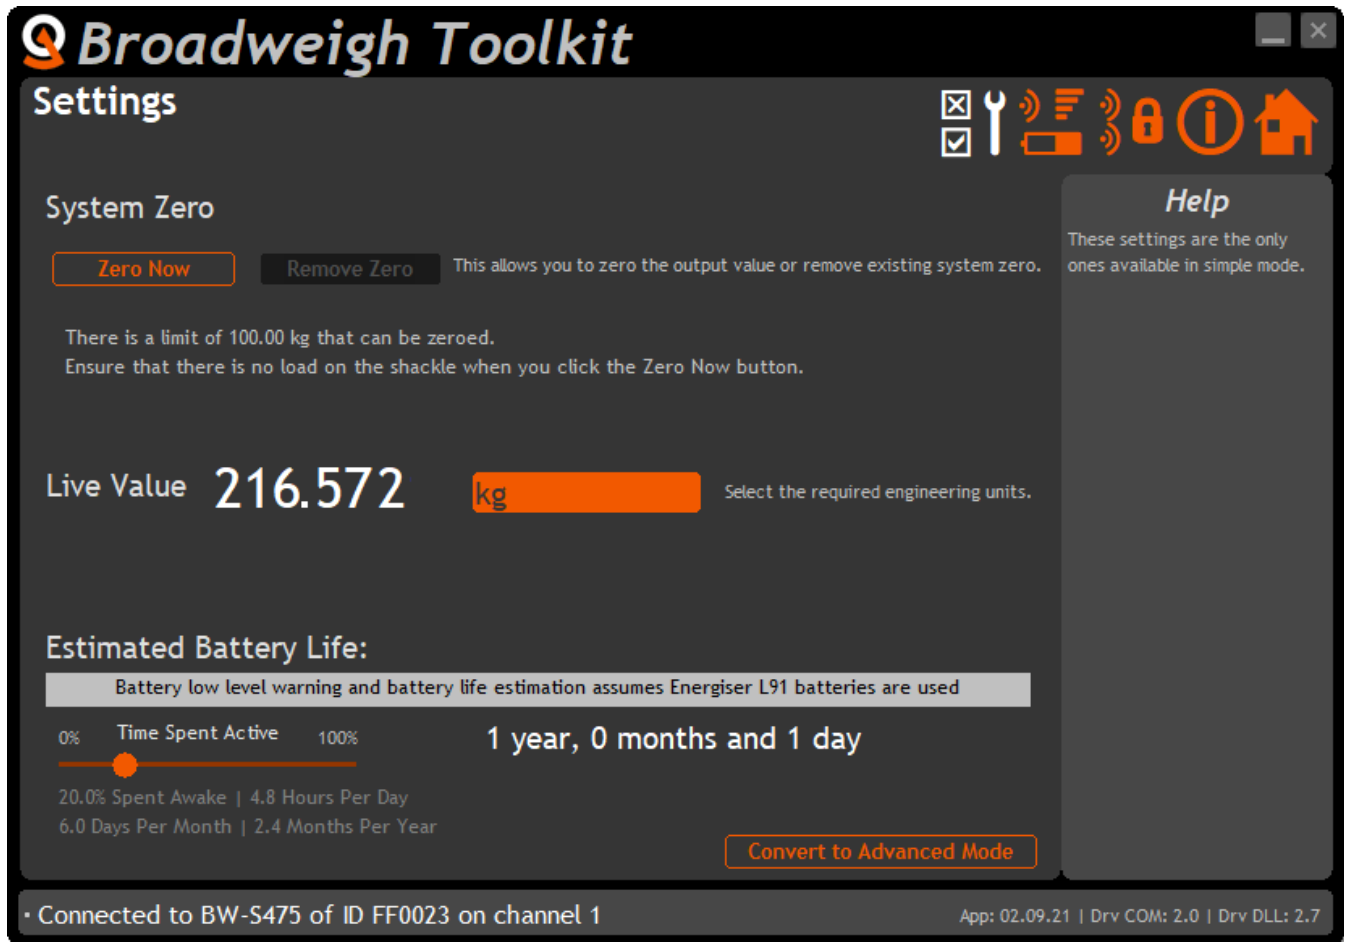 Broadweigh Toolkit
Settings
System Zero
Zero Now
Remove Zero
This allows you to zero the output value or remove existing system zero.
There is a limit of 100.00 kg that can be zeroed.
Ensure that there is no load on the shackle when you click the Zero Now button.
Live Value
216.572
kg
Select the required engineering units.
Estimated Battery Life:
Battery low level warning and battery life estimation assumes Energiser L91 batteries are used
0%
Time Spent Active
100%
1 year, 0 months and 1 day
20.0% Spent Awake | 4.8 Hours Per Day
6.0 Days Per Month | 2.4 Months Per Year
Convert to Advanced Mode
Help
These settings are the only
ones available in simple mode.
Connected to BW-S475 of ID FF0023 on channel 1
App: 02.09.21 | Drv COM: 2.0 | Drv DLL: 2.7